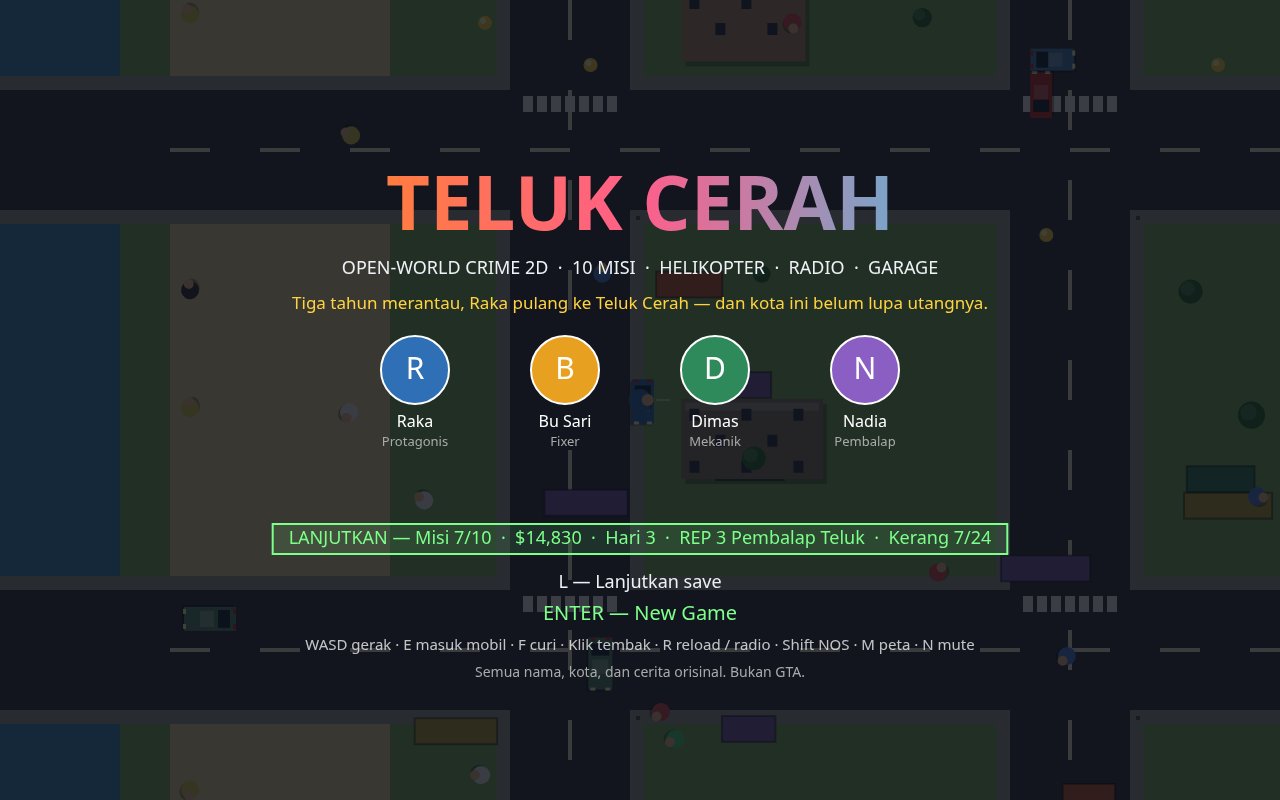 TELUK CERAH
OPEN-WORLD CRIME 2D · 10 MISI · HELIKOPTER · RADIO · GARAGE
Tiga tahun merantau, Raka pulang ke Teluk Cerah — dan kota ini belum lupa utangnya.
R B D N
Raka Bu Sari Dimas Nadia
Protagonis Fixer Mekanik Pembalap
LANJUTKAN — Misi 7/10 · $14,830 · Hari 3 · REP 3 Pembalap Teluk · Kerang 7/24
L — Lanjutkan save
ENTER — New Game
WASD gerak · E masuk mobil · F curi · Klik tembak · R reload / radio · Shift NOS · M peta · N mute
Semua nama, kota, dan cerita orisinal. Bukan GTA.